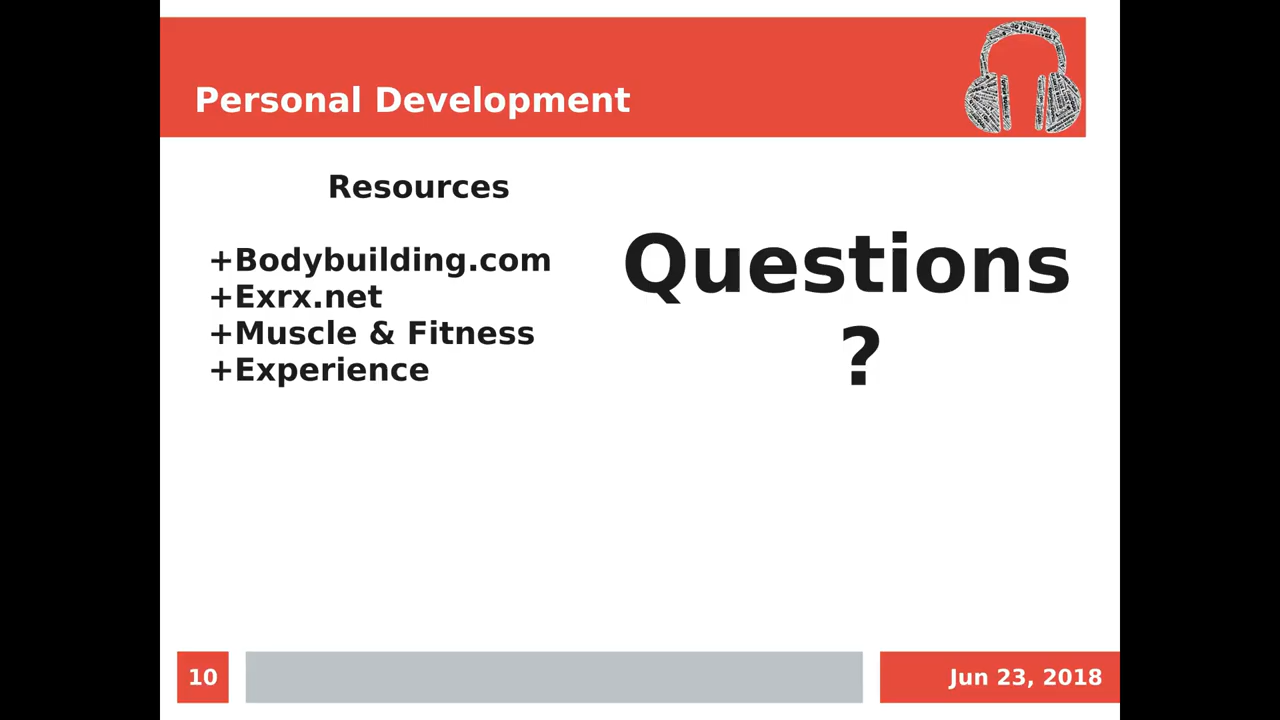 Personal Development
Resources
+Bodybuilding.com
+Exrx.net
+Muscle & Fitness
+Experience
Questions
?
10
Jun 23, 2018